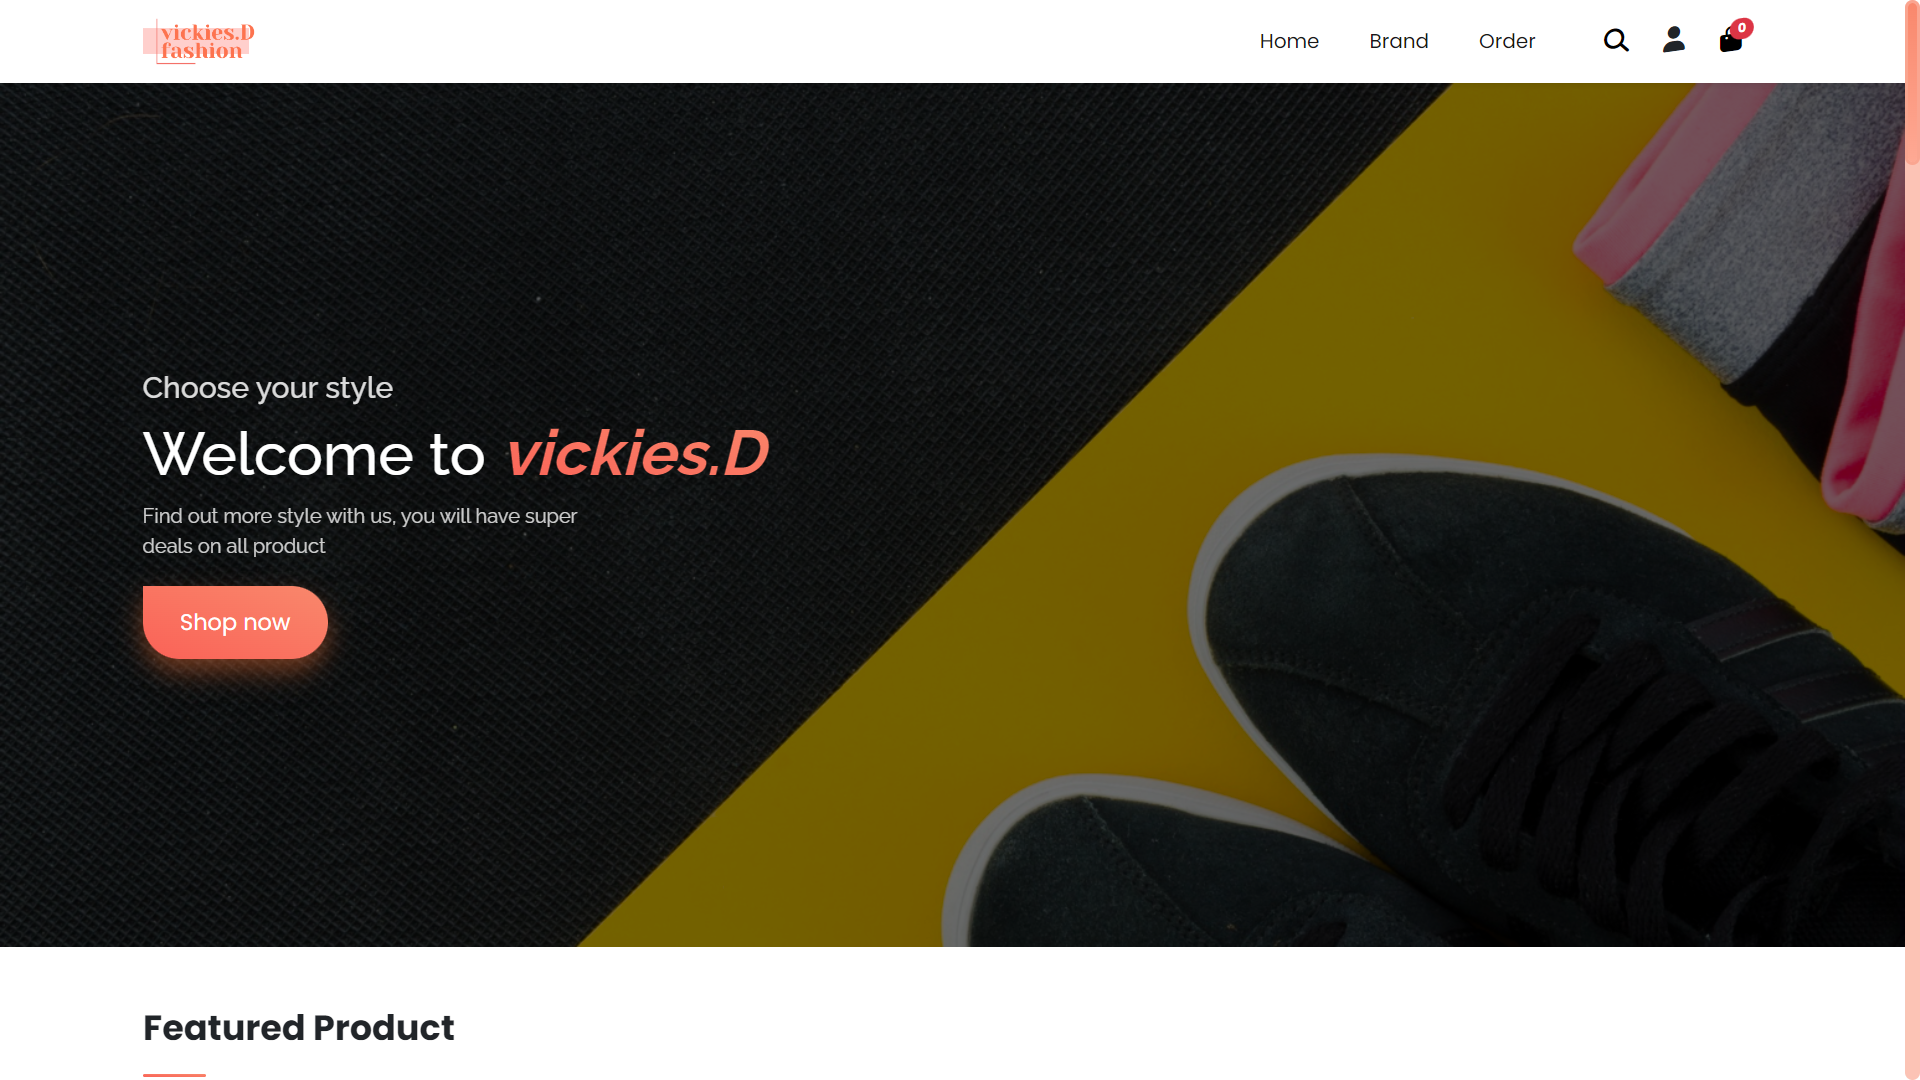 vickies.D
fashion
Home
Brand
Order
0
Choose your style
Welcome to vickies.D
Find out more style with us, you will have super
deals on all product
Shop now
Featured Product